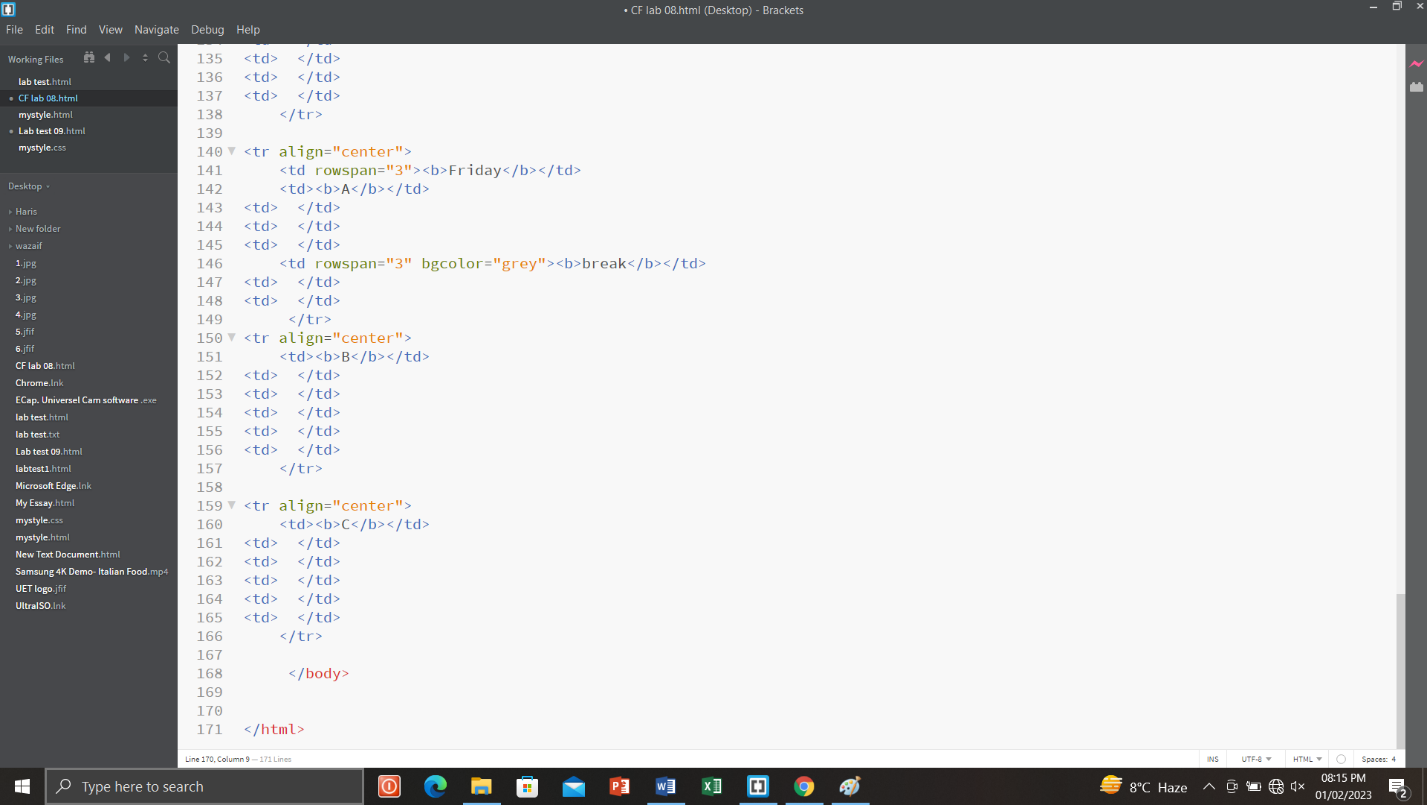 • CF lab 08.html (Desktop) - Brackets
File Edit Find View Navigate Debug Help
Working Files
lab test.html
CF lab 08.html
mystyle.html
Lab test 09.html
mystyle.css
Desktop
Haris
New folder
wazaif
1.jpg
2.jpg
3.jpg
4.jpg
5.jfif
6.jfif
CF lab 08.html
Chrome.lnk
ECap. Universel Cam software .exe
lab test.html
lab test.txt
Lab test 09.html
labtest1.html
Microsoft Edge.lnk
My Essay.html
mystyle.css
mystyle.html
New Text Document.html
Samsung 4K Demo- Italian Food.mp4
UET logo.jfif
UltraISO.lnk
135 <td>  </td>
136 <td>  </td>
137 <td>  </td>
138     </tr>
139
140 <tr align="center">
141     <td rowspan="3"><b>Friday</b></td>
142     <td><b>A</b></td>
143 <td>  </td>
144 <td>  </td>
145 <td>  </td>
146     <td rowspan="3" bgcolor="grey"><b>break</b></td>
147 <td>  </td>
148 <td>  </td>
149      </tr>
150 <tr align="center">
151     <td><b>B</b></td>
152 <td>  </td>
153 <td>  </td>
154 <td>  </td>
155 <td>  </td>
156 <td>  </td>
157     </tr>
158
159 <tr align="center">
160     <td><b>C</b></td>
161 <td>  </td>
162 <td>  </td>
163 <td>  </td>
164 <td>  </td>
165 <td>  </td>
166     </tr>
167
168      </body>
169
170
171 </html>
Line 170, Column 9 — 171 Lines
INS UTF-8 HTML Spaces: 4
Type here to search
8°C Haze
08:15 PM
01/02/2023
2